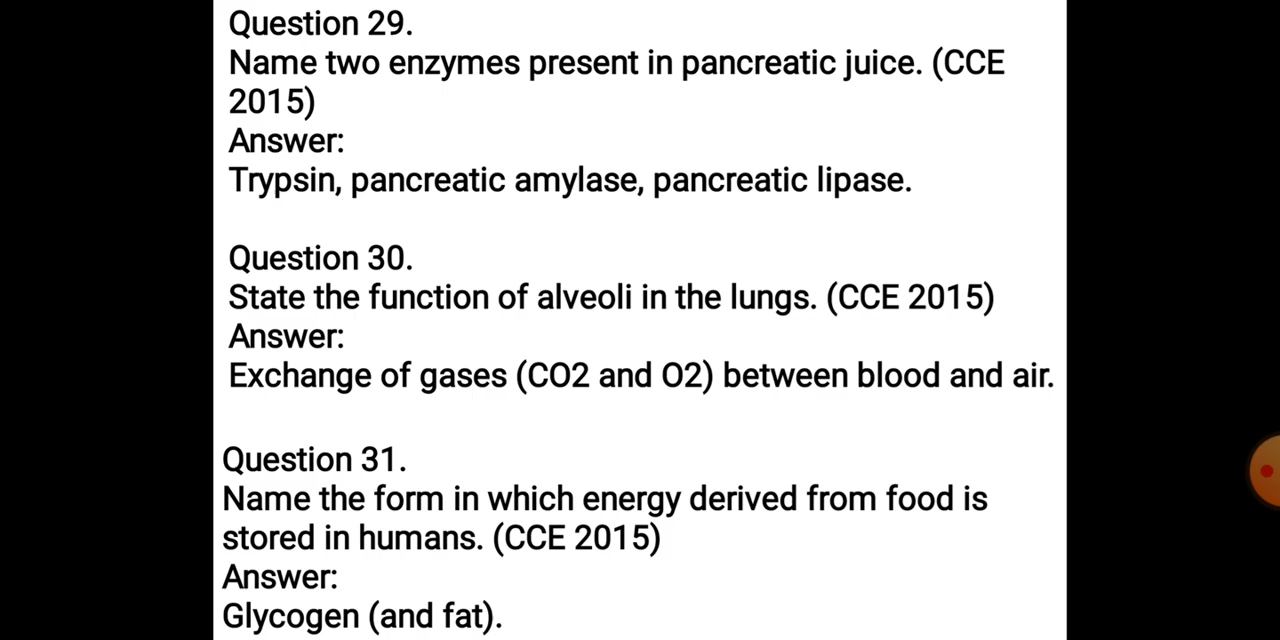 Question 29.
Name two enzymes present in pancreatic juice. (CCE
2015)
Answer:
Trypsin, pancreatic amylase, pancreatic lipase.
Question 30.
State the function of alveoli in the lungs. (CCE 2015)
Answer:
Exchange of gases (CO2 and O2) between blood and air.
Question 31.
Name the form in which energy derived from food is
stored in humans. (CCE 2015)
Answer:
Glycogen (and fat).